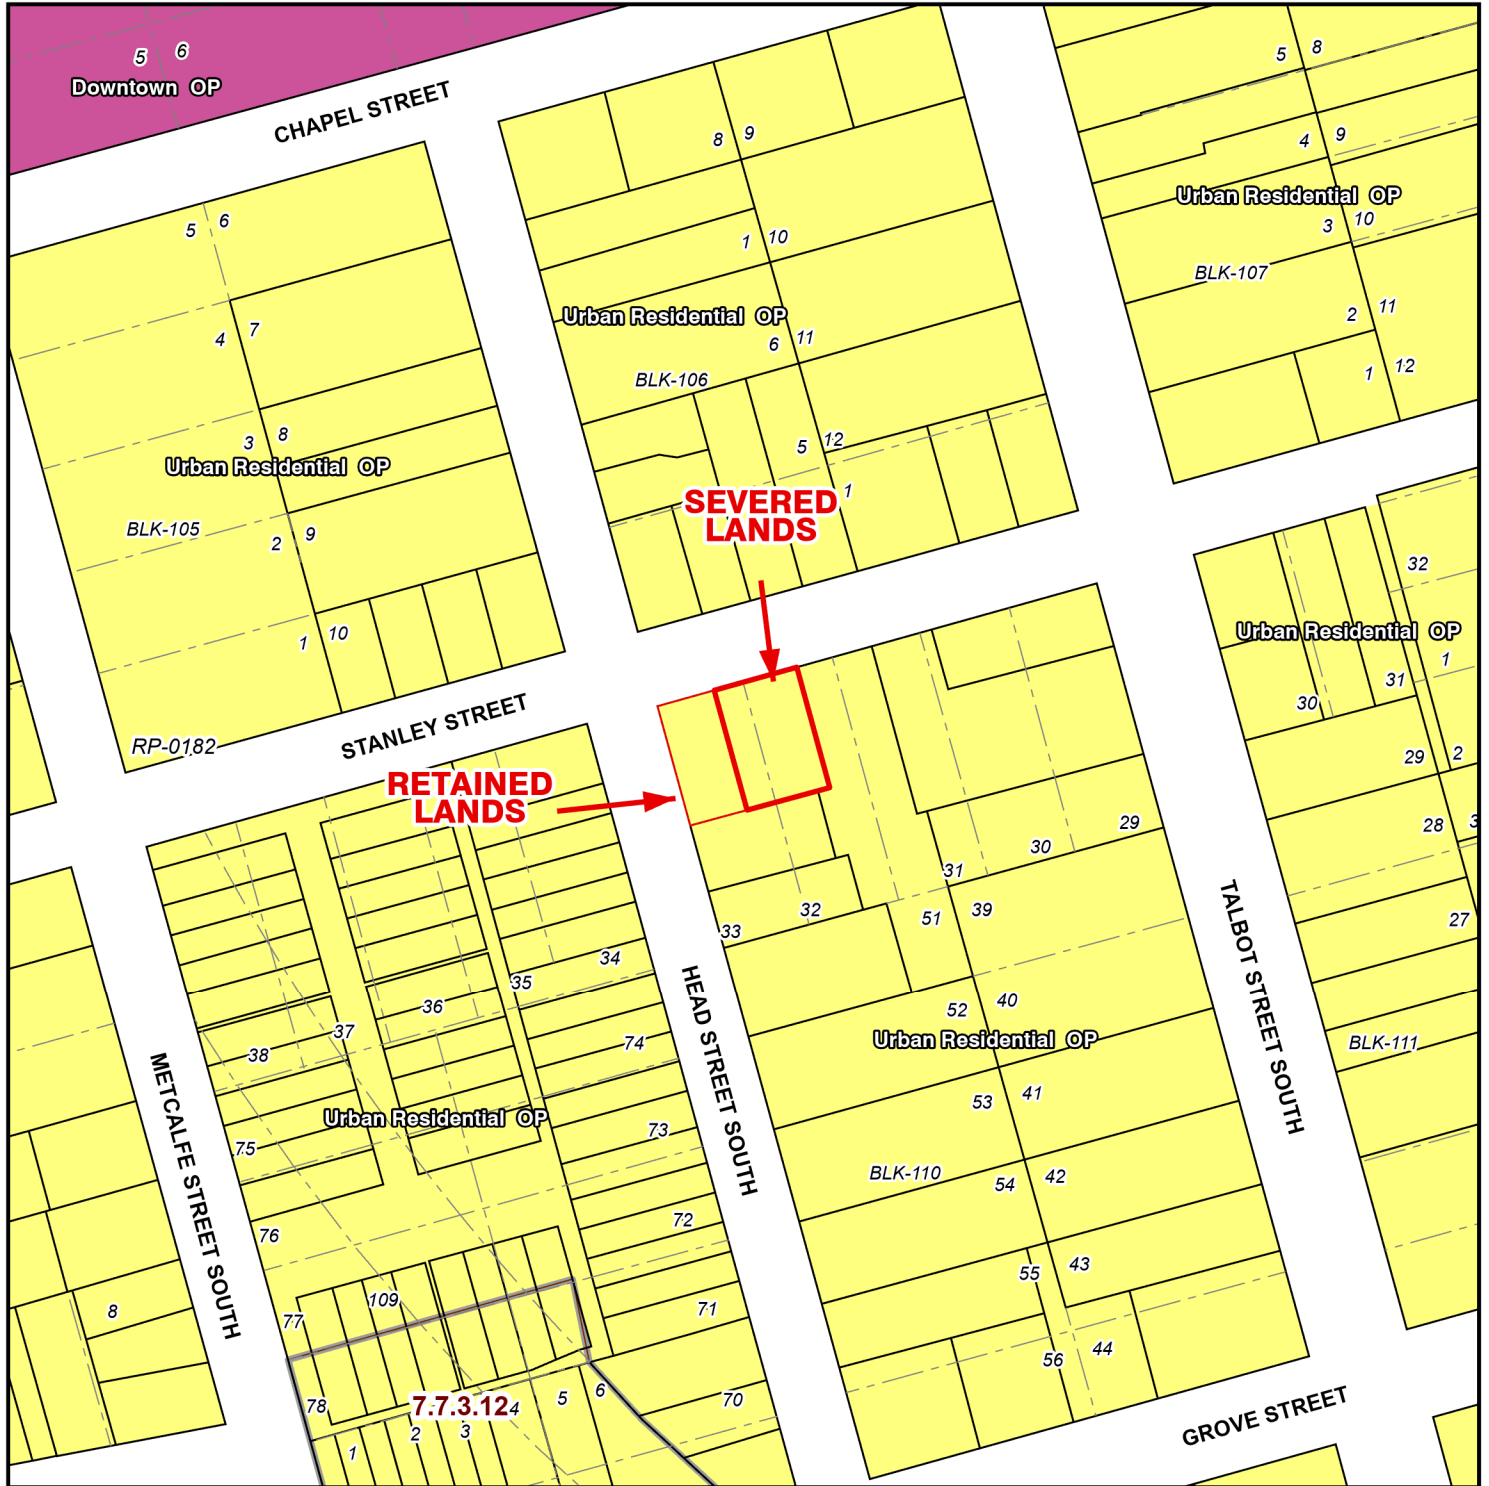 5 6
Downtown OP
CHAPEL STREET
5 6
4 7
3 8
Urban Residential OP
BLK-105
2 9
1 10
RP-0182
8 9
1 10
Urban Residential OP
6 11
BLK-106
5 12
1
5 8
4 9
Urban Residential OP
3 10
BLK-107
2 11
1 12
SEVERED
LANDS
STANLEY STREET
RETAINED
LANDS
32
Urban Residential OP
1
31
30
29 2
28 3
27
BLK-111
29
30
31
32
33
51 39
52 40
Urban Residential OP
53 41
BLK-110
54 42
55 43
56 44
34
35
36
37
38
74
Urban Residential OP
73
75
72
76
71
109
77
70
78
7.7.3.12
4
5
6
1
2
3
8
METCALFE STREET SOUTH
HEAD STREET SOUTH
TALBOT STREET SOUTH
GROVE STREET